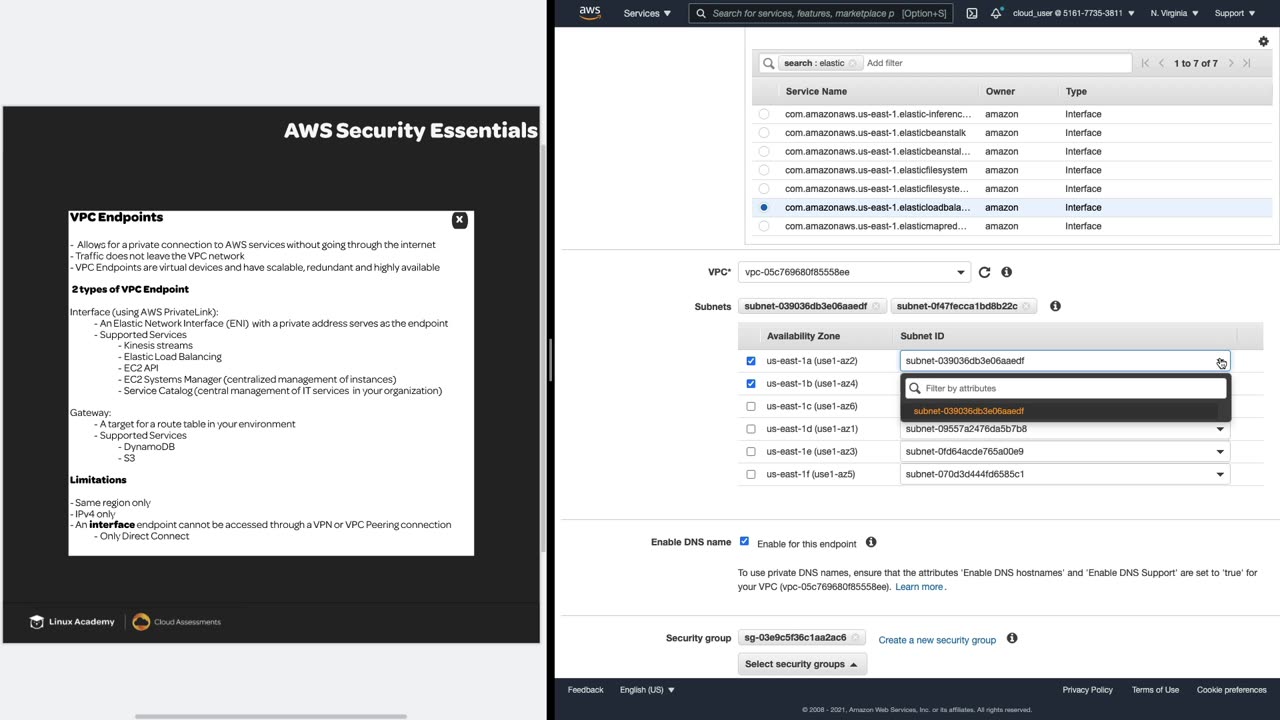 AWS Security Essentials
VPC Endpoints
x
- Allows for a private connection to AWS services without going through the internet
- Traffic does not leave the VPC network
- VPC Endpoints are virtual devices and have scalable, redundant and highly available
2 types of VPC Endpoint
Interface (using AWS PrivateLink):
- An Elastic Network Interface (ENI) with a private address serves as the endpoint
- Supported Services
- Kinesis streams
- Elastic Load Balancing
- EC2 API
- EC2 Systems Manager (centralized management of instances)
- Service Catalog (central management of IT services in your organization)
Gateway:
- A target for a route table in your environment
- Supported Services
- DynamoDB
- S3
Limitations
- Same region only
- IPv4 only
- An interface endpoint cannot be accessed through a VPN or VPC Peering connection
- Only Direct Connect
Linux Academy
Cloud Assessments
aws
Services
Search for services, features, marketplace p
[Option+S]
cloud_user @ 5161-7735-3811
N. Virginia
Support
search : elastic
Add filter
1 to 7 of 7
Service Name Owner Type
com.amazonaws.us-east-1.elastic-inferenc... amazon Interface
com.amazonaws.us-east-1.elasticbeanstalk amazon Interface
com.amazonaws.us-east-1.elasticbeanstal... amazon Interface
com.amazonaws.us-east-1.elasticfilesystem amazon Interface
com.amazonaws.us-east-1.elasticfilesyste... amazon Interface
com.amazonaws.us-east-1.elasticloadbala... amazon Interface
com.amazonaws.us-east-1.elasticmapred... amazon Interface
VPC* vpc-05c769680f85558ee
Subnets subnet-039036db3e06aaedf subnet-0f47fecca1bd8b22c
Availability Zone Subnet ID
us-east-1a (use1-az2) subnet-039036db3e06aaedf
us-east-1b (use1-az4) Filter by attributes
us-east-1c (use1-az6) subnet-039036db3e06aaedf
us-east-1d (use1-az1) subnet-09557a2476da5b7b8
us-east-1e (use1-az3) subnet-0fd64acde765a00e9
us-east-1f (use1-az5) subnet-070d3d444fd6585c1
Enable DNS name Enable for this endpoint
To use private DNS names, ensure that the attributes 'Enable DNS hostnames' and 'Enable DNS Support' are set to 'true' for
your VPC (vpc-05c769680f85558ee). Learn more.
Security group sg-03e9c5f36c1aa2ac6 Create a new security group
Select security groups
Feedback English (US) Privacy Policy Terms of Use Cookie preferences
© 2008 - 2021, Amazon Web Services, Inc. or its affiliates. All rights reserved.